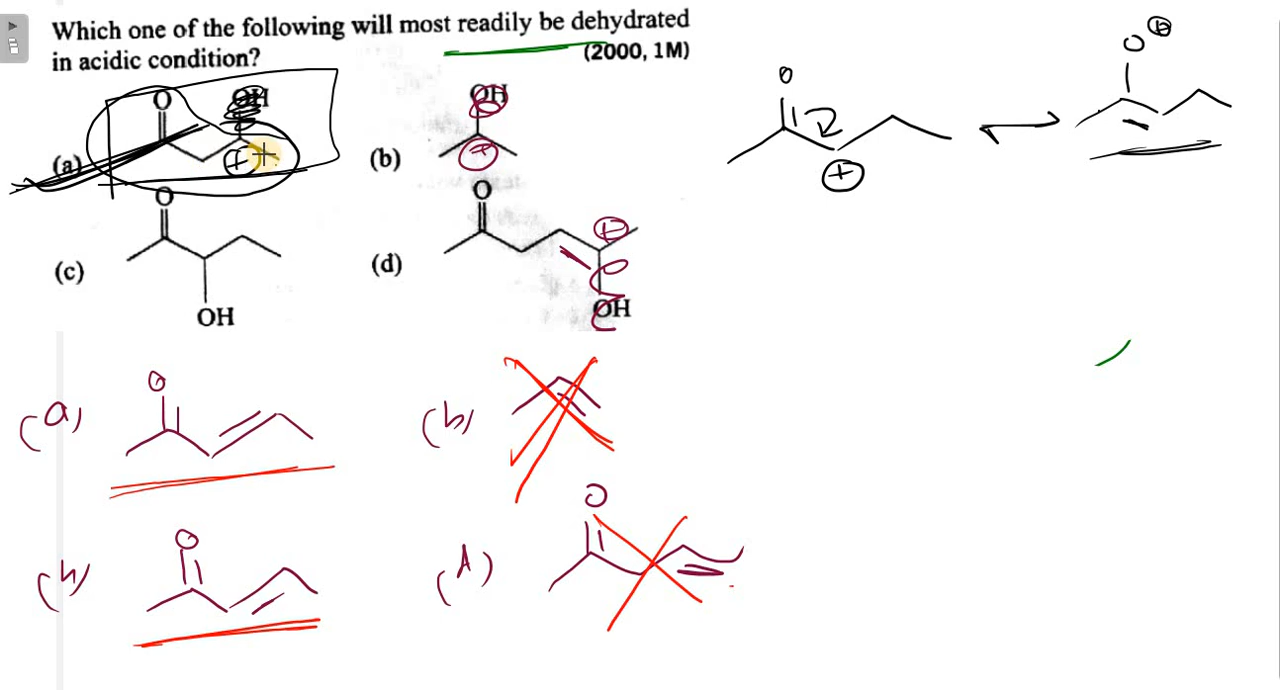 Which one of the following will most readily be dehydrated
in acidic condition? (2000, 1M)
O OH
(a) + +
OH
(b) +
O
(c)
OH
O
(d) +
OH
O
+
O +
(a) O
(b)
(h) O
(A) O